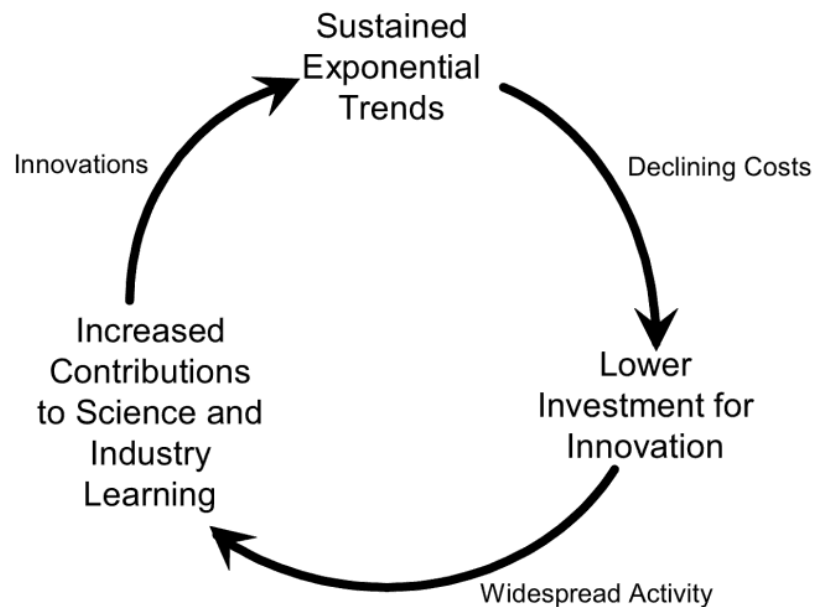 Sustained
Exponential
Trends
Innovations
Declining Costs
Increased
Contributions
to Science and
Industry
Learning
Lower
Investment for
Innovation
Widespread Activity